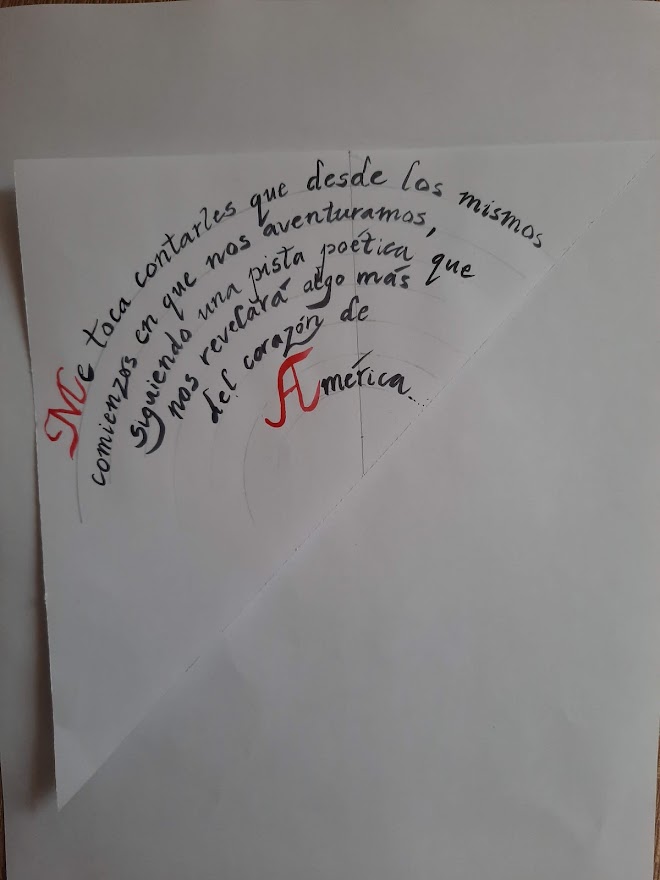 Me toca contarles que desde los mismos
comienzos en que nos aventuramos,
siguiendo una pista poética que
nos revelará algo más
del corazón de
América...